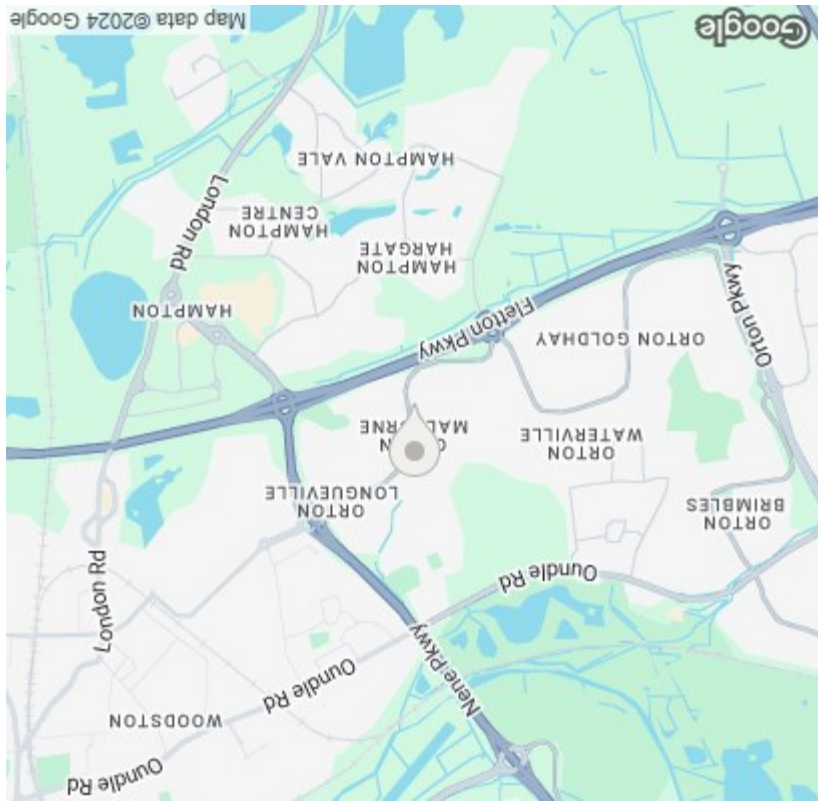 Oundle Rd
WOODSTON
Oundle Rd
Nene Pkwy
London Rd
Oundle Rd
ORTON
BRIMBLES
ORTON
LONGUEVILLE
ORTON
WATERVILLE
ORTON GOLDHAY
Fletton Pkwy
Orton Pkwy
HAMPTON
HAMPTON
HARGATE
HAMPTON
CENTRE
London Rd
HAMPTON VALE
Google
Map data ©2024 Google